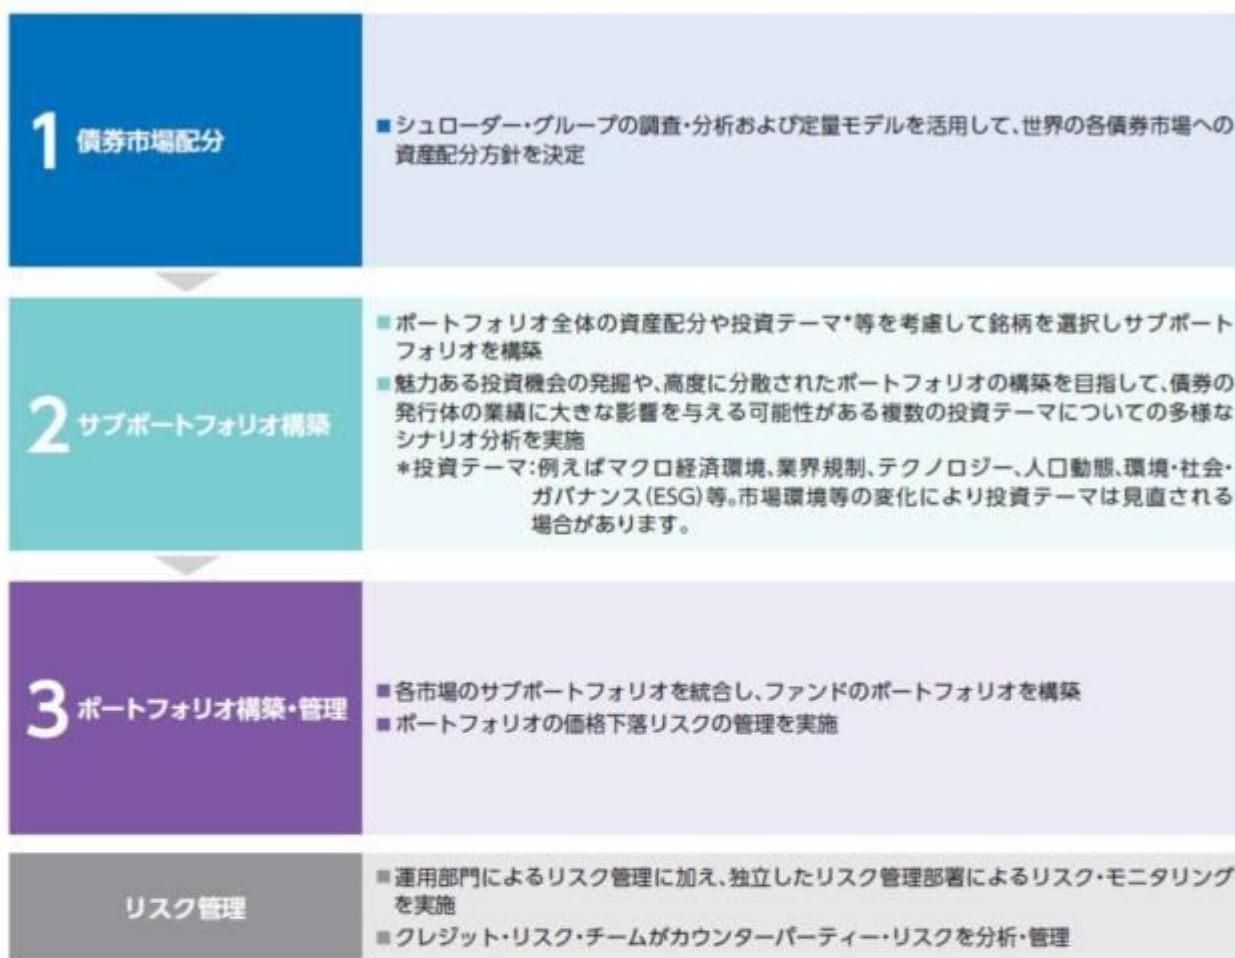 1 債券市場配分
■シュローダー・グループの調査・分析および定量モデルを活用して、世界の各債券市場への
資産配分方針を決定
2 サブポートフォリオ構築
■ポートフォリオ全体の資産配分や投資テーマ*等を考慮して銘柄を選択しサブポート
フォリオを構築
■魅力ある投資機会の発掘や、高度に分散されたポートフォリオの構築を目指して、債券の
発行体の業績に大きな影響を与える可能性がある複数の投資テーマについての多様な
シナリオ分析を実施
*投資テーマ:例えばマクロ経済環境、業界規制、テクノロジー、人口動態、環境・社会・
ガバナンス(ESG)等。市場環境等の変化により投資テーマは見直される
場合があります。
3 ポートフォリオ構築・管理
■各市場のサブポートフォリオを統合し、ファンドのポートフォリオを構築
■ポートフォリオの価格下落リスクの管理を実施
リスク管理
■運用部門によるリスク管理に加え、独立したリスク管理部署によるリスク・モニタリング
を実施
■クレジット・リスク・チームがカウンターパーティー・リスクを分析・管理